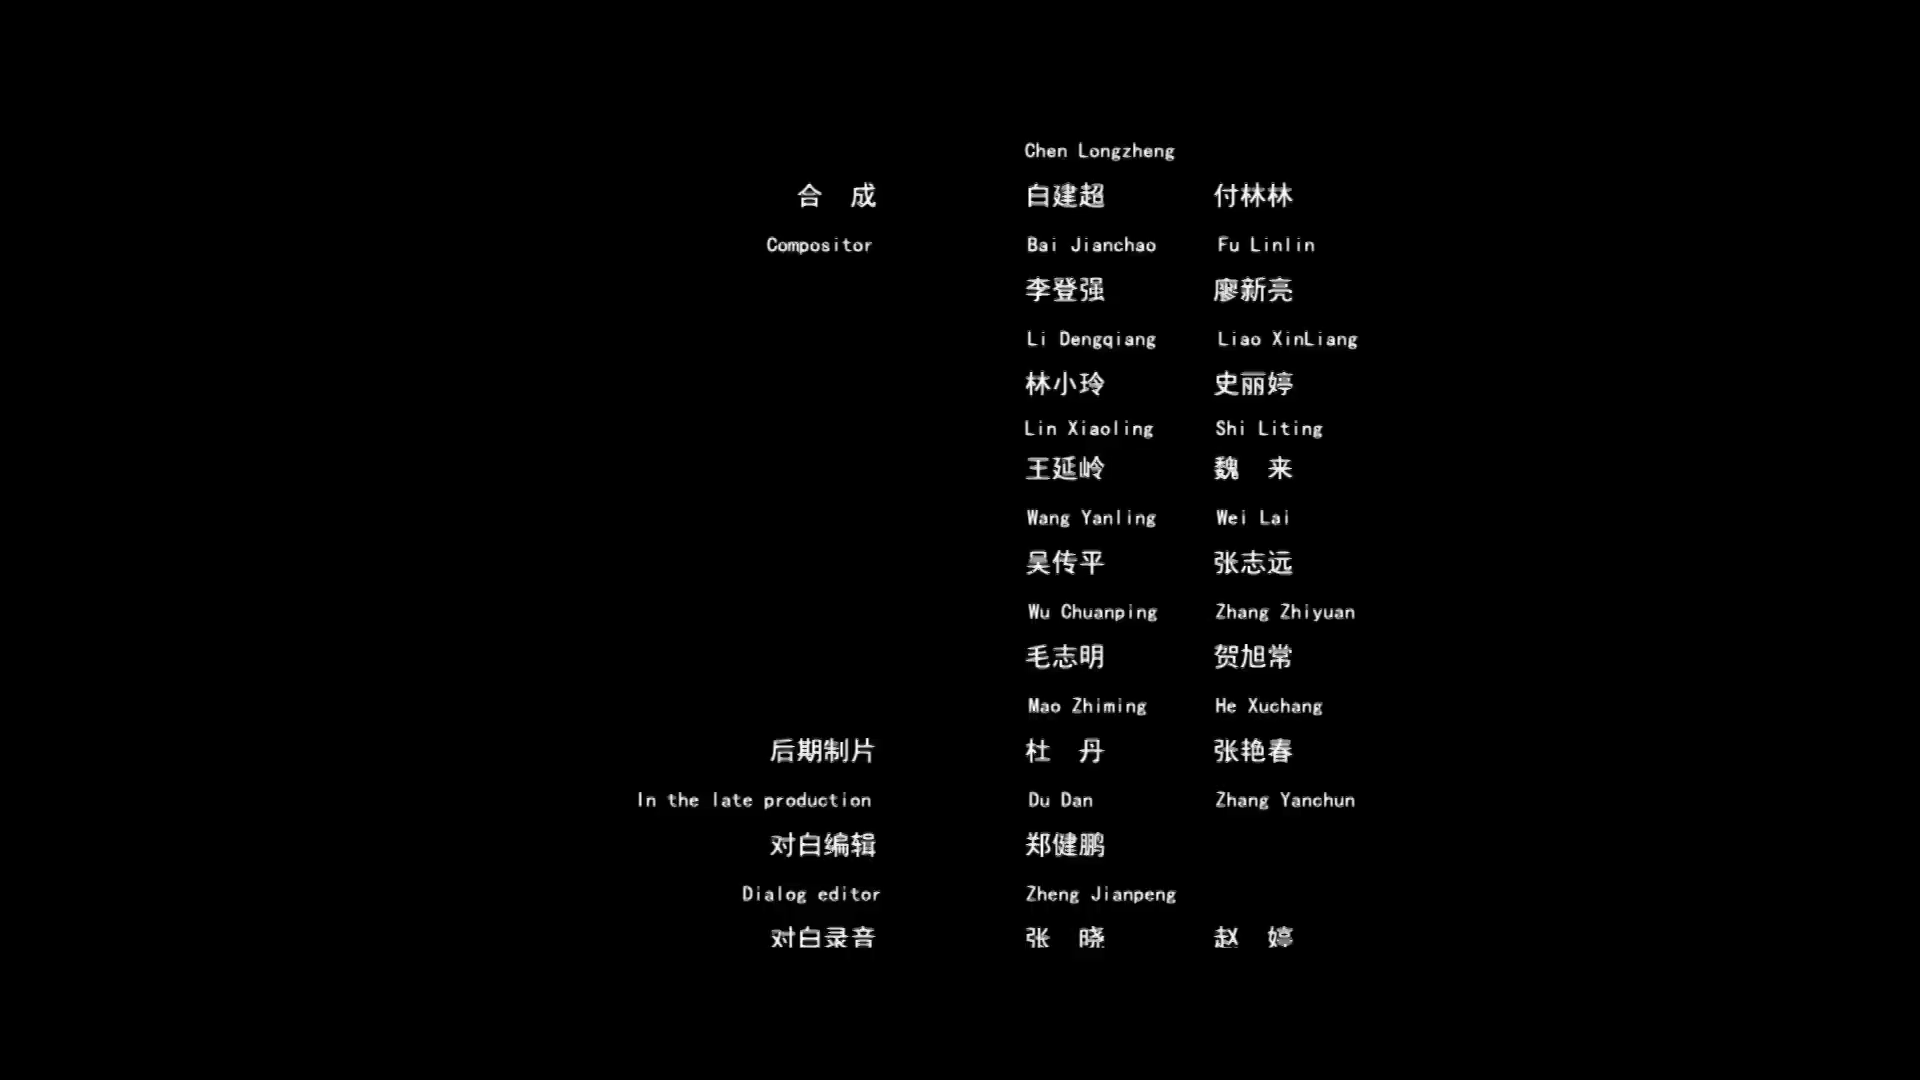 Chen Longzheng
合 成 白建超 付林林
Compositor Bai Jianchao Fu Linlin
李登强 廖新亮
Li Dengqiang Liao XinLiang
林小玲 史丽婷
Lin Xiaoling Shi Liting
王延岭 魏 来
Wang Yanling Wei Lai
吴传平 张志远
Wu Chuanping Zhang Zhiyuan
毛志明 贺旭常
Mao Zhiming He Xuchang
后期制片 杜 丹 张艳春
In the late production Du Dan Zhang Yanchun
对白编辑 郑健鹏
Dialog editor Zheng Jianpeng
对白录音 张 晓 赵 婷